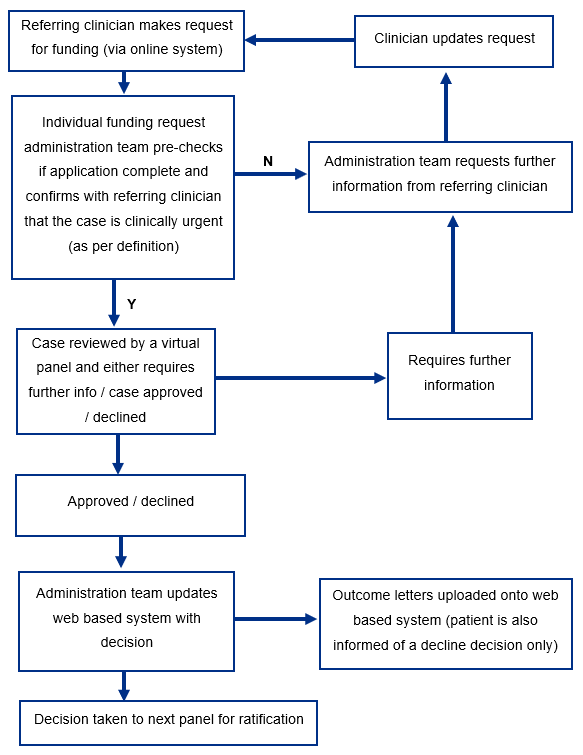 Referring clinician makes request
for funding (via online system)
Clinician updates request
Individual funding request
administration team pre-checks
if application complete and
confirms with referring clinician
that the case is clinically urgent
(as per definition)
N
Administration team requests further
information from referring clinician
Y
Case reviewed by a virtual
panel and either requires
further info / case approved
/ declined
Requires further
information
Approved / declined
Administration team updates
web based system with
decision
Outcome letters uploaded onto web
based system (patient is also
informed of a decline decision only)
Decision taken to next panel for ratification